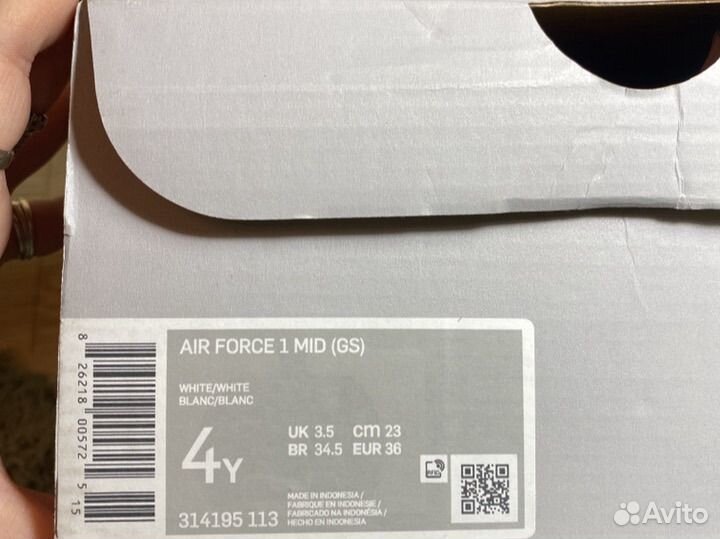 AIR FORCE 1 MID (GS)
WHITE/WHITE
BLANC/BLANC
4Y
UK 3.5 cm 23
BR 34.5 EUR 36
RFID
314195 113
MADE IN INDONESIA/
FABRIQUE EN INDONESIE/
FABRICADO NA INDONÉSIA/
HECHO EN INDONESIA
8 26218 00572 5 15
Avito